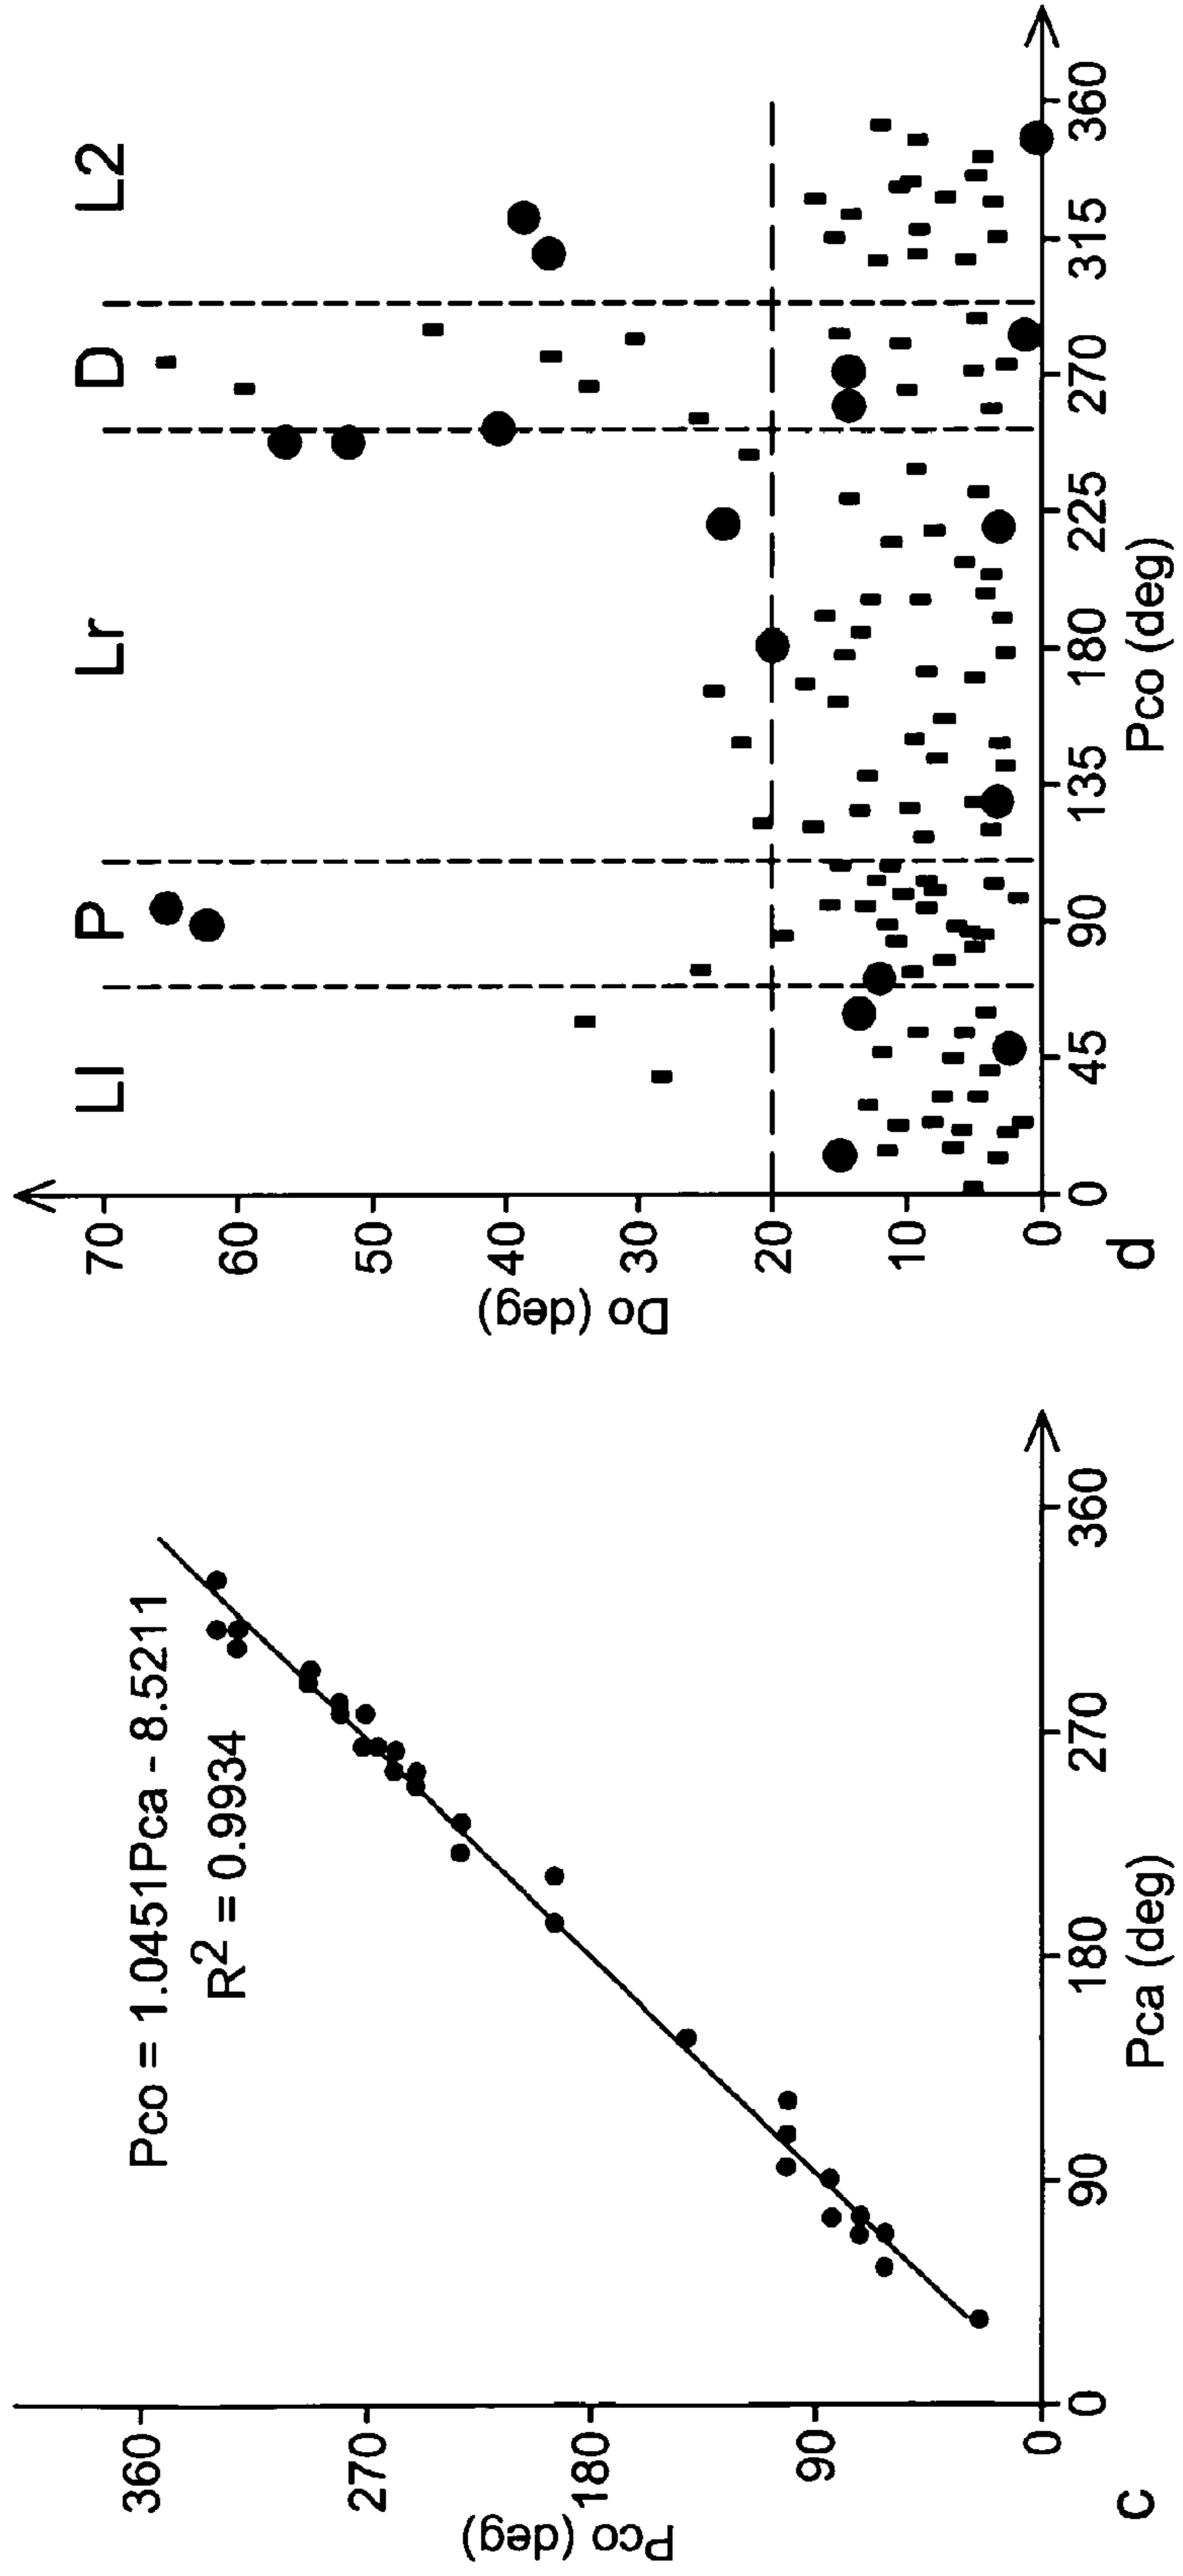 Pco = 1.0451Pca - 8.5211
R2 = 0.9934
360
270
180
90
0
Pco (deg)
0 90 180 270 360
Pca (deg)
c
Ll P Lr D L2
70
60
50
40
30
20
10
0
Do (deg)
0 45 90 135 180 225 270 315 360
Pco (deg)
d